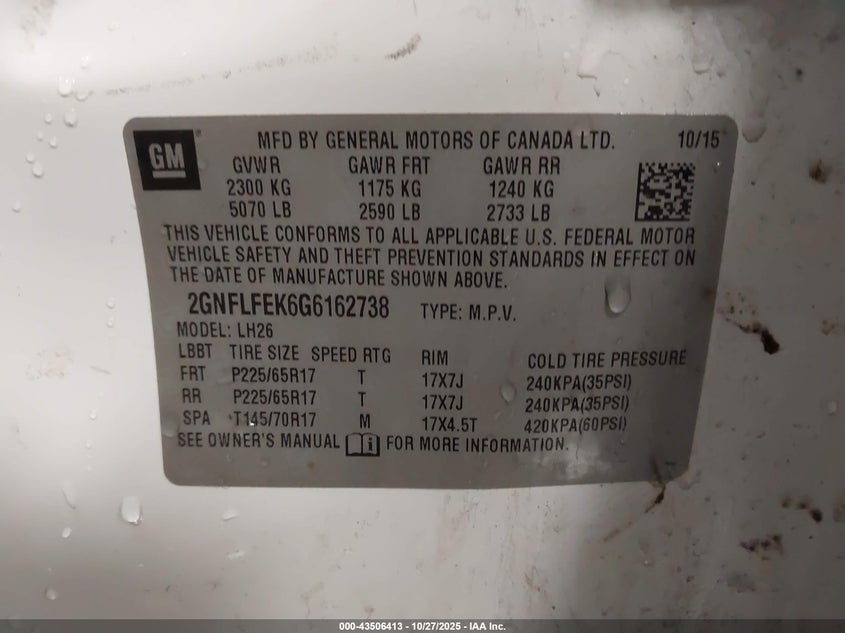 GM ® MFD BY GENERAL MOTORS OF CANADA LTD. 10/15
GVWR GAWR FRT GAWR RR
2300 KG 1175 KG 1240 KG
5070 LB 2590 LB 2733 LB
THIS VEHICLE CONFORMS TO ALL APPLICABLE U.S. FEDERAL MOTOR
VEHICLE SAFETY AND THEFT PREVENTION STANDARDS IN EFFECT ON
THE DATE OF MANUFACTURE SHOWN ABOVE.
2GNFLFEK6G6162738 TYPE: M.P.V.
MODEL: LH26
LBBT TIRE SIZE SPEED RTG RIM COLD TIRE PRESSURE
FRT P225/65R17 T 17X7J 240KPA(35PSI)
RR P225/65R17 T 17X7J 240KPA(35PSI)
SPA T145/70R17 M 17X4.5T 420KPA(60PSI)
SEE OWNER'S MANUAL FOR MORE INFORMATION.
000-43506413 - 10/27/2025 - IAA Inc.